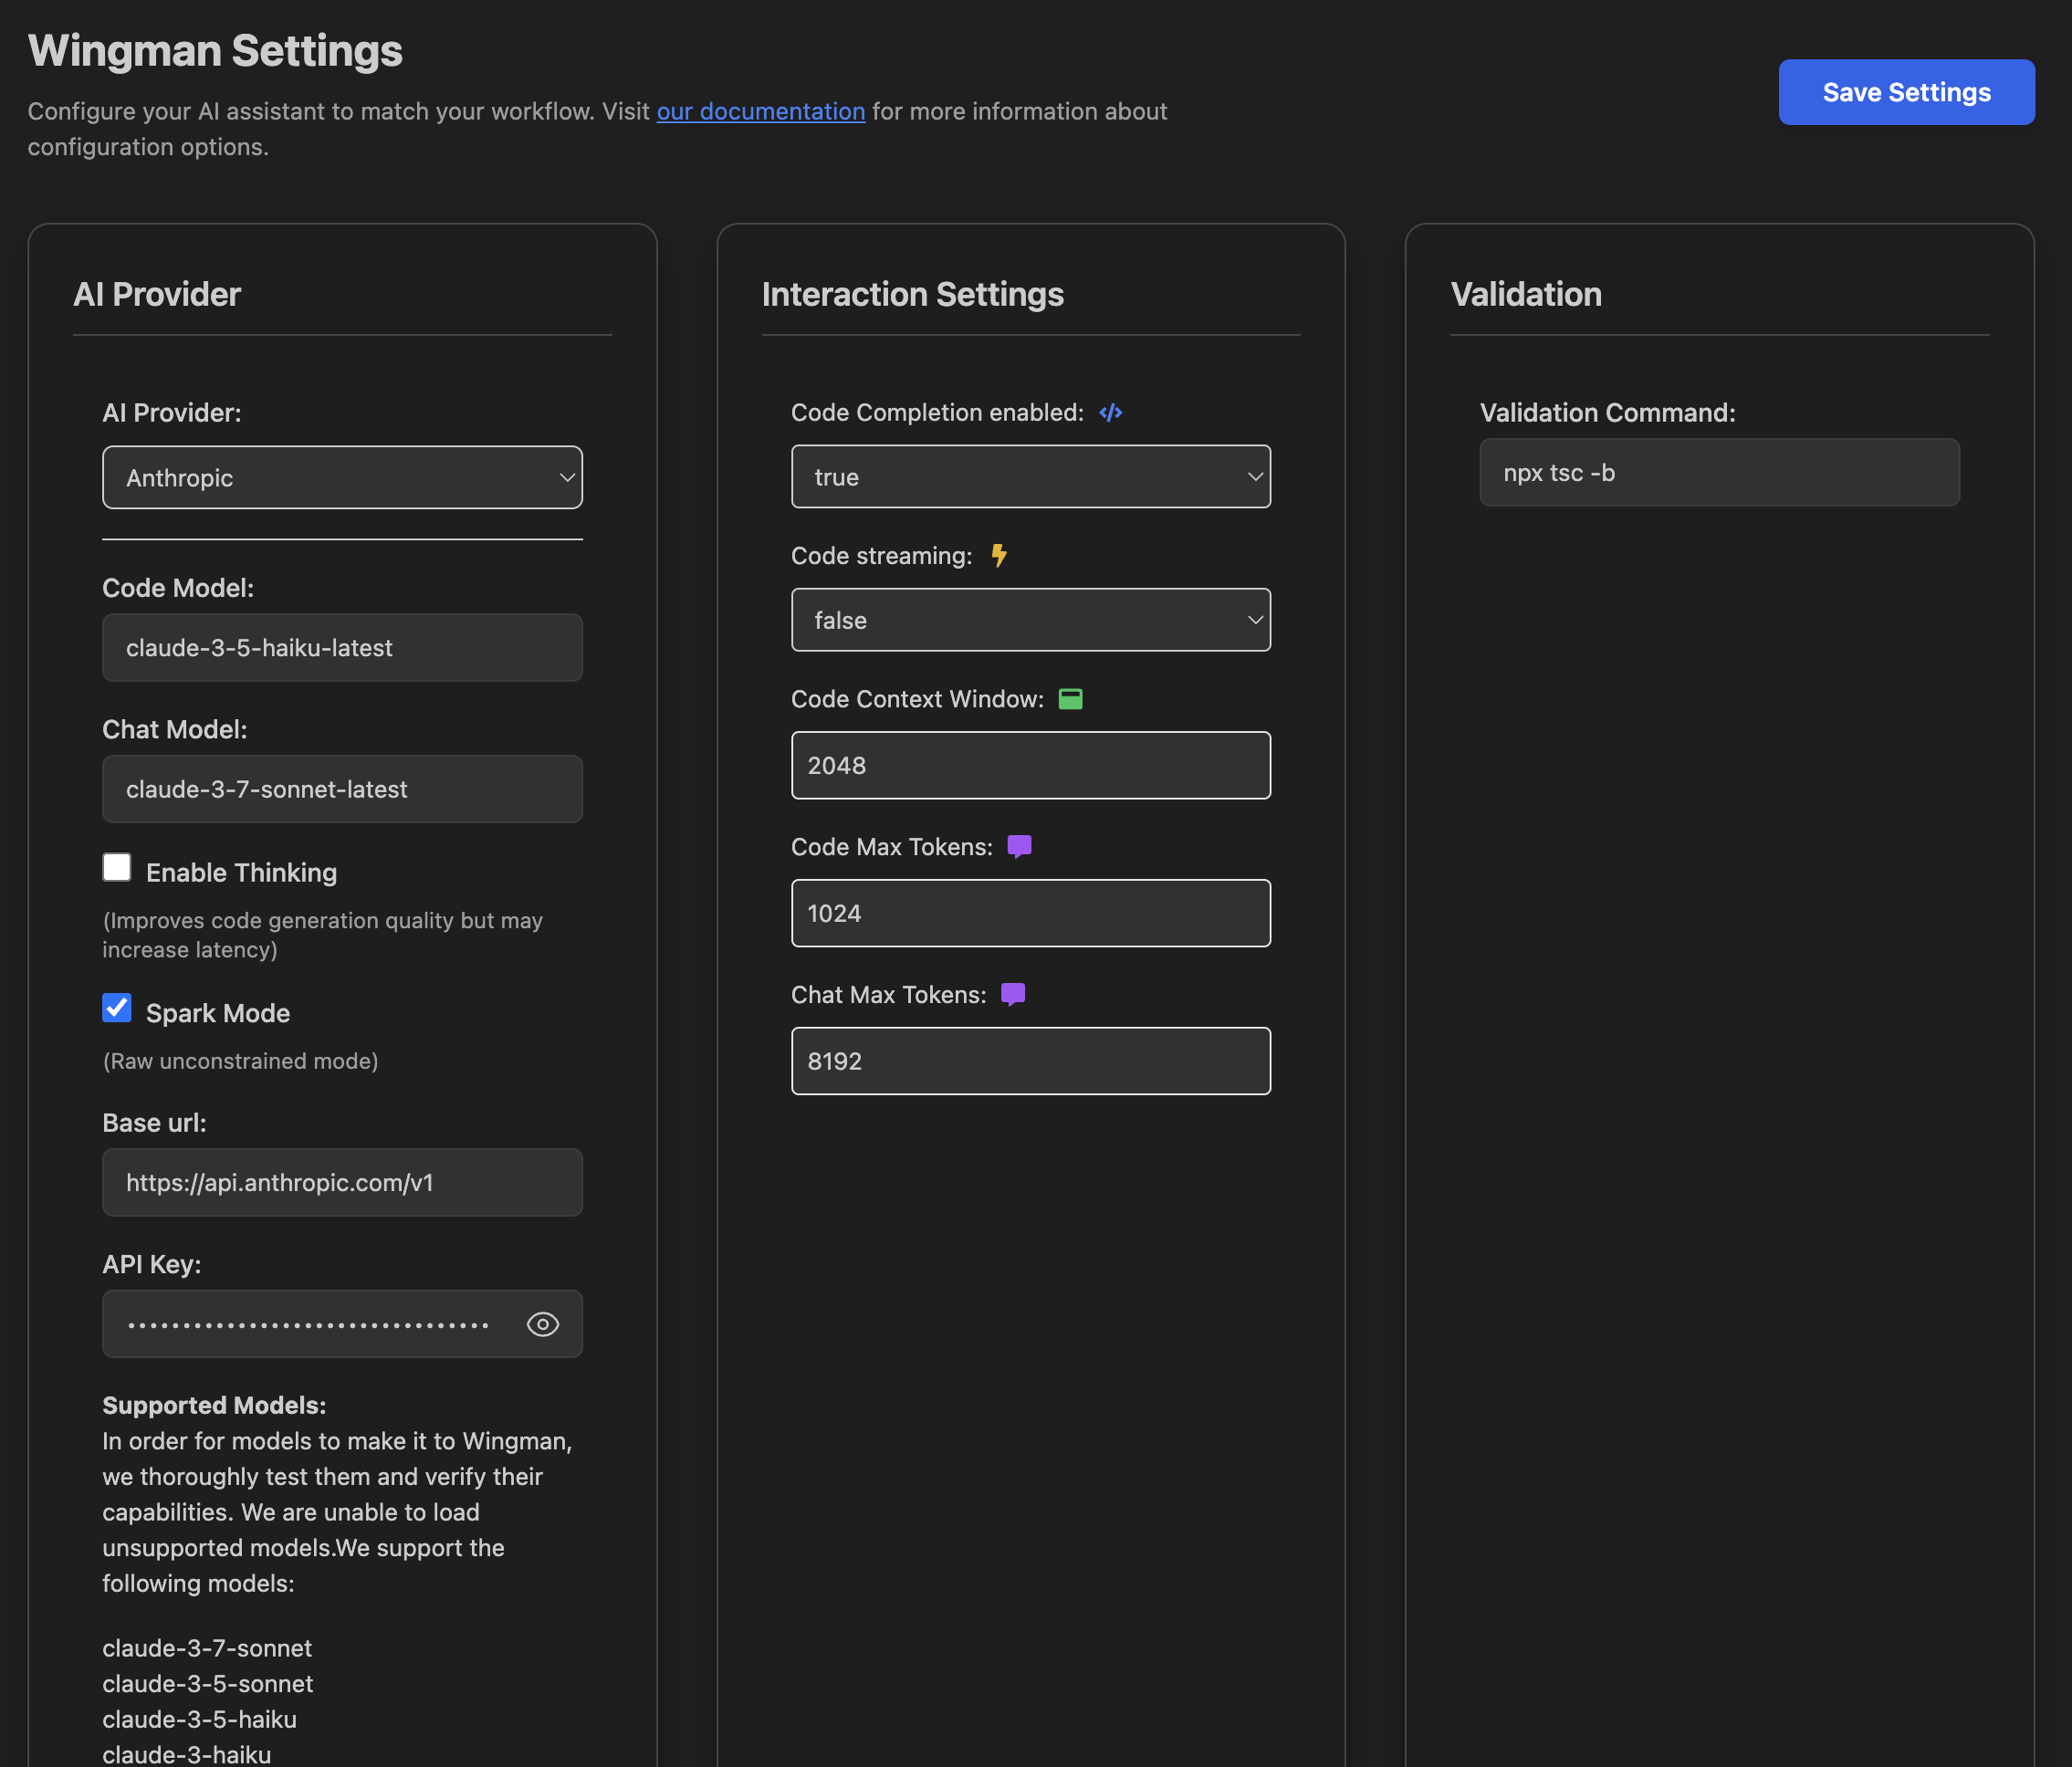 Wingman Settings
Configure your AI assistant to match your workflow. Visit our documentation for more information about
configuration options.
Save Settings
AI Provider
AI Provider:
Anthropic
Code Model:
claude-3-5-haiku-latest
Chat Model:
claude-3-7-sonnet-latest
Enable Thinking
(Improves code generation quality but may
increase latency)
Spark Mode
(Raw unconstrained mode)
Base url:
https://api.anthropic.com/v1
API Key:
Supported Models:
In order for models to make it to Wingman,
we thoroughly test them and verify their
capabilities. We are unable to load
unsupported models.We support the
following models:
claude-3-7-sonnet
claude-3-5-sonnet
claude-3-5-haiku
claude-3-haiku
Interaction Settings
Code Completion enabled: </>
true
Code streaming:
false
Code Context Window:
2048
Code Max Tokens:
1024
Chat Max Tokens:
8192
Validation
Validation Command:
npx tsc -b